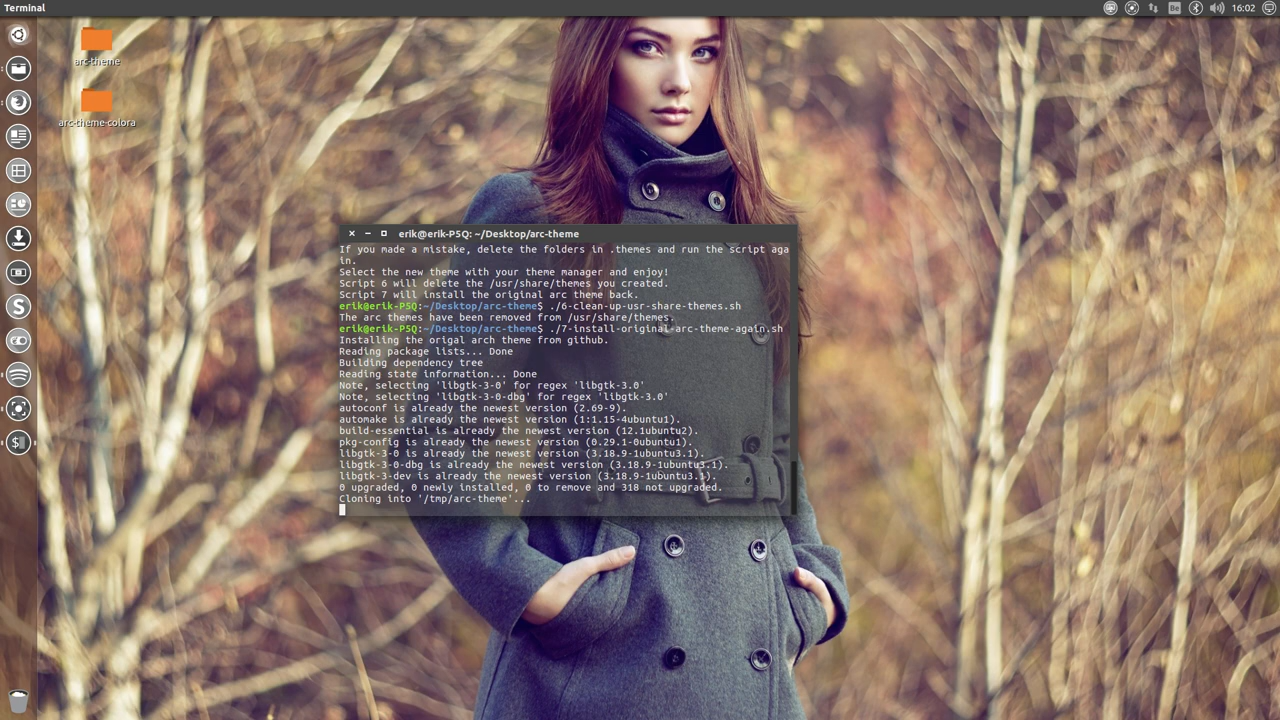 Terminal
Be
16:02
arc-theme
arc-theme-colora
erik@erik-P5Q: ~/Desktop/arc-theme
If you made a mistake, delete the folders in .themes and run the script aga
in.
Select the new theme with your theme manager and enjoy!
Script 6 will delete the /usr/share/themes you created.
Script 7 will install the original arc theme back.
erik@erik-P5Q:~/Desktop/arc-theme$ ./6-clean-up-usr-share-themes.sh
The arc themes have been removed from /usr/share/themes.
erik@erik-P5Q:~/Desktop/arc-theme$ ./7-install-original-arc-theme-again.sh
Installing the origal arch theme from github.
Reading package lists... Done
Building dependency tree
Reading state information... Done
Note, selecting 'libgtk-3-0' for regex 'libgtk-3.0'
Note, selecting 'libgtk-3-0-dbg' for regex 'libgtk-3.0'
autoconf is already the newest version (2.69-9).
automake is already the newest version (1:1.15-4ubuntu1).
build-essential is already the newest version (12.1ubuntu2).
pkg-config is already the newest version (0.29.1-0ubuntu1).
libgtk-3-0 is already the newest version (3.18.9-1ubuntu3.1).
libgtk-3-0-dbg is already the newest version (3.18.9-1ubuntu3.1).
libgtk-3-dev is already the newest version (3.18.9-1ubuntu3.1).
0 upgraded, 0 newly installed, 0 to remove and 318 not upgraded.
Cloning into '/tmp/arc-theme'...